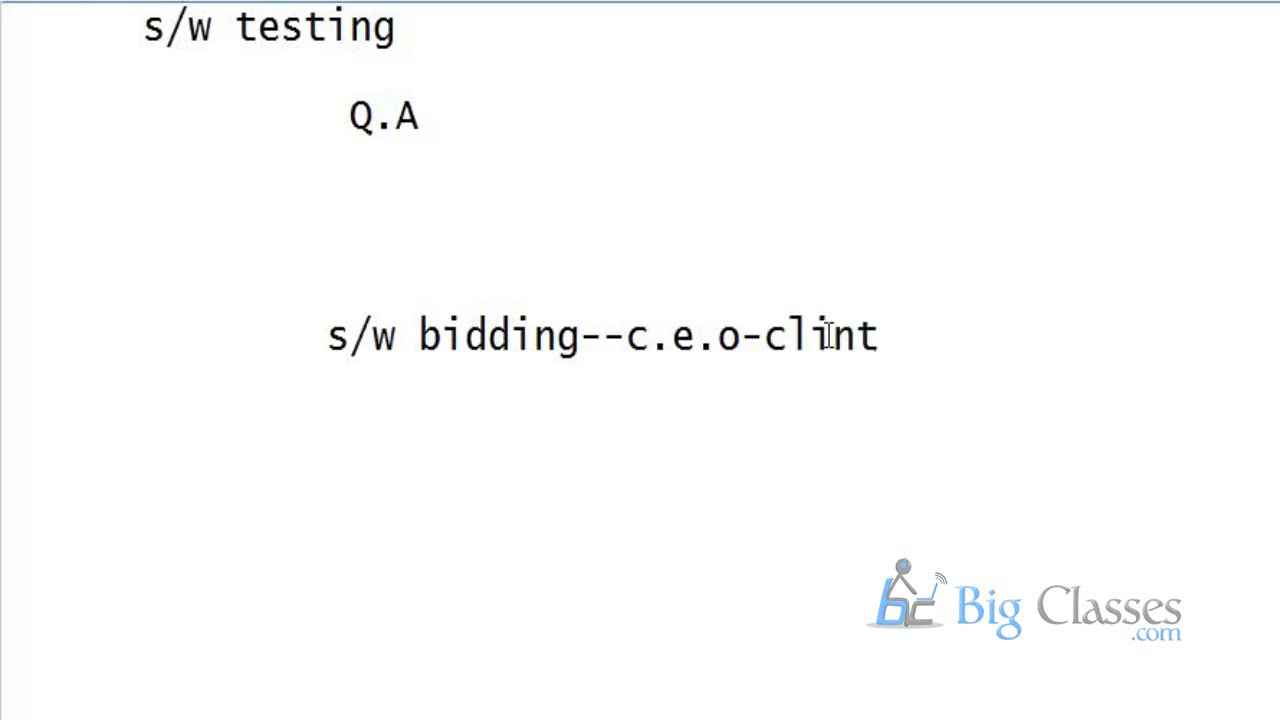 s/w testing
Q.A
s/w bidding--c.e.o-clint
Big Classes
.com